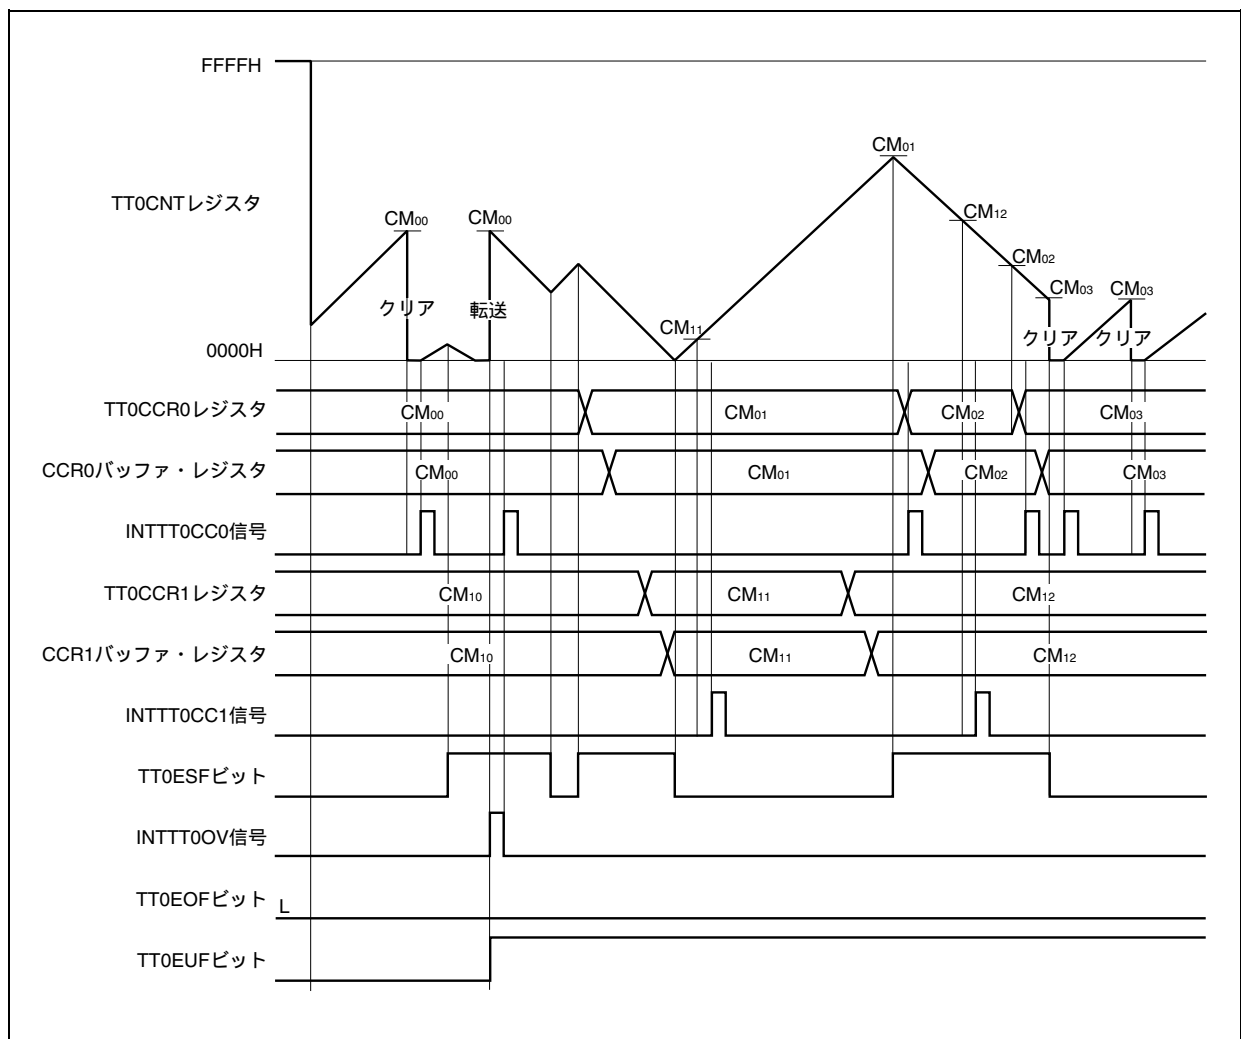 FFFFH
CM01
TT0CNTレジスタ
CM00
CM00
CM12
CM02
CM03
CM03
クリア
転送
CM11
クリア
クリア
0000H
TT0CCR0レジスタ
CM00
CM01
CM02
CM03
CCR0バッファ・レジスタ
CM00
CM01
CM02
CM03
INTTT0CC0信号
TT0CCR1レジスタ
CM10
CM11
CM12
CCR1バッファ・レジスタ
CM10
CM11
CM12
INTTT0CC1信号
TT0ESFビット
INTTT0OV信号
TT0EOFビット
L
TT0EUFビット